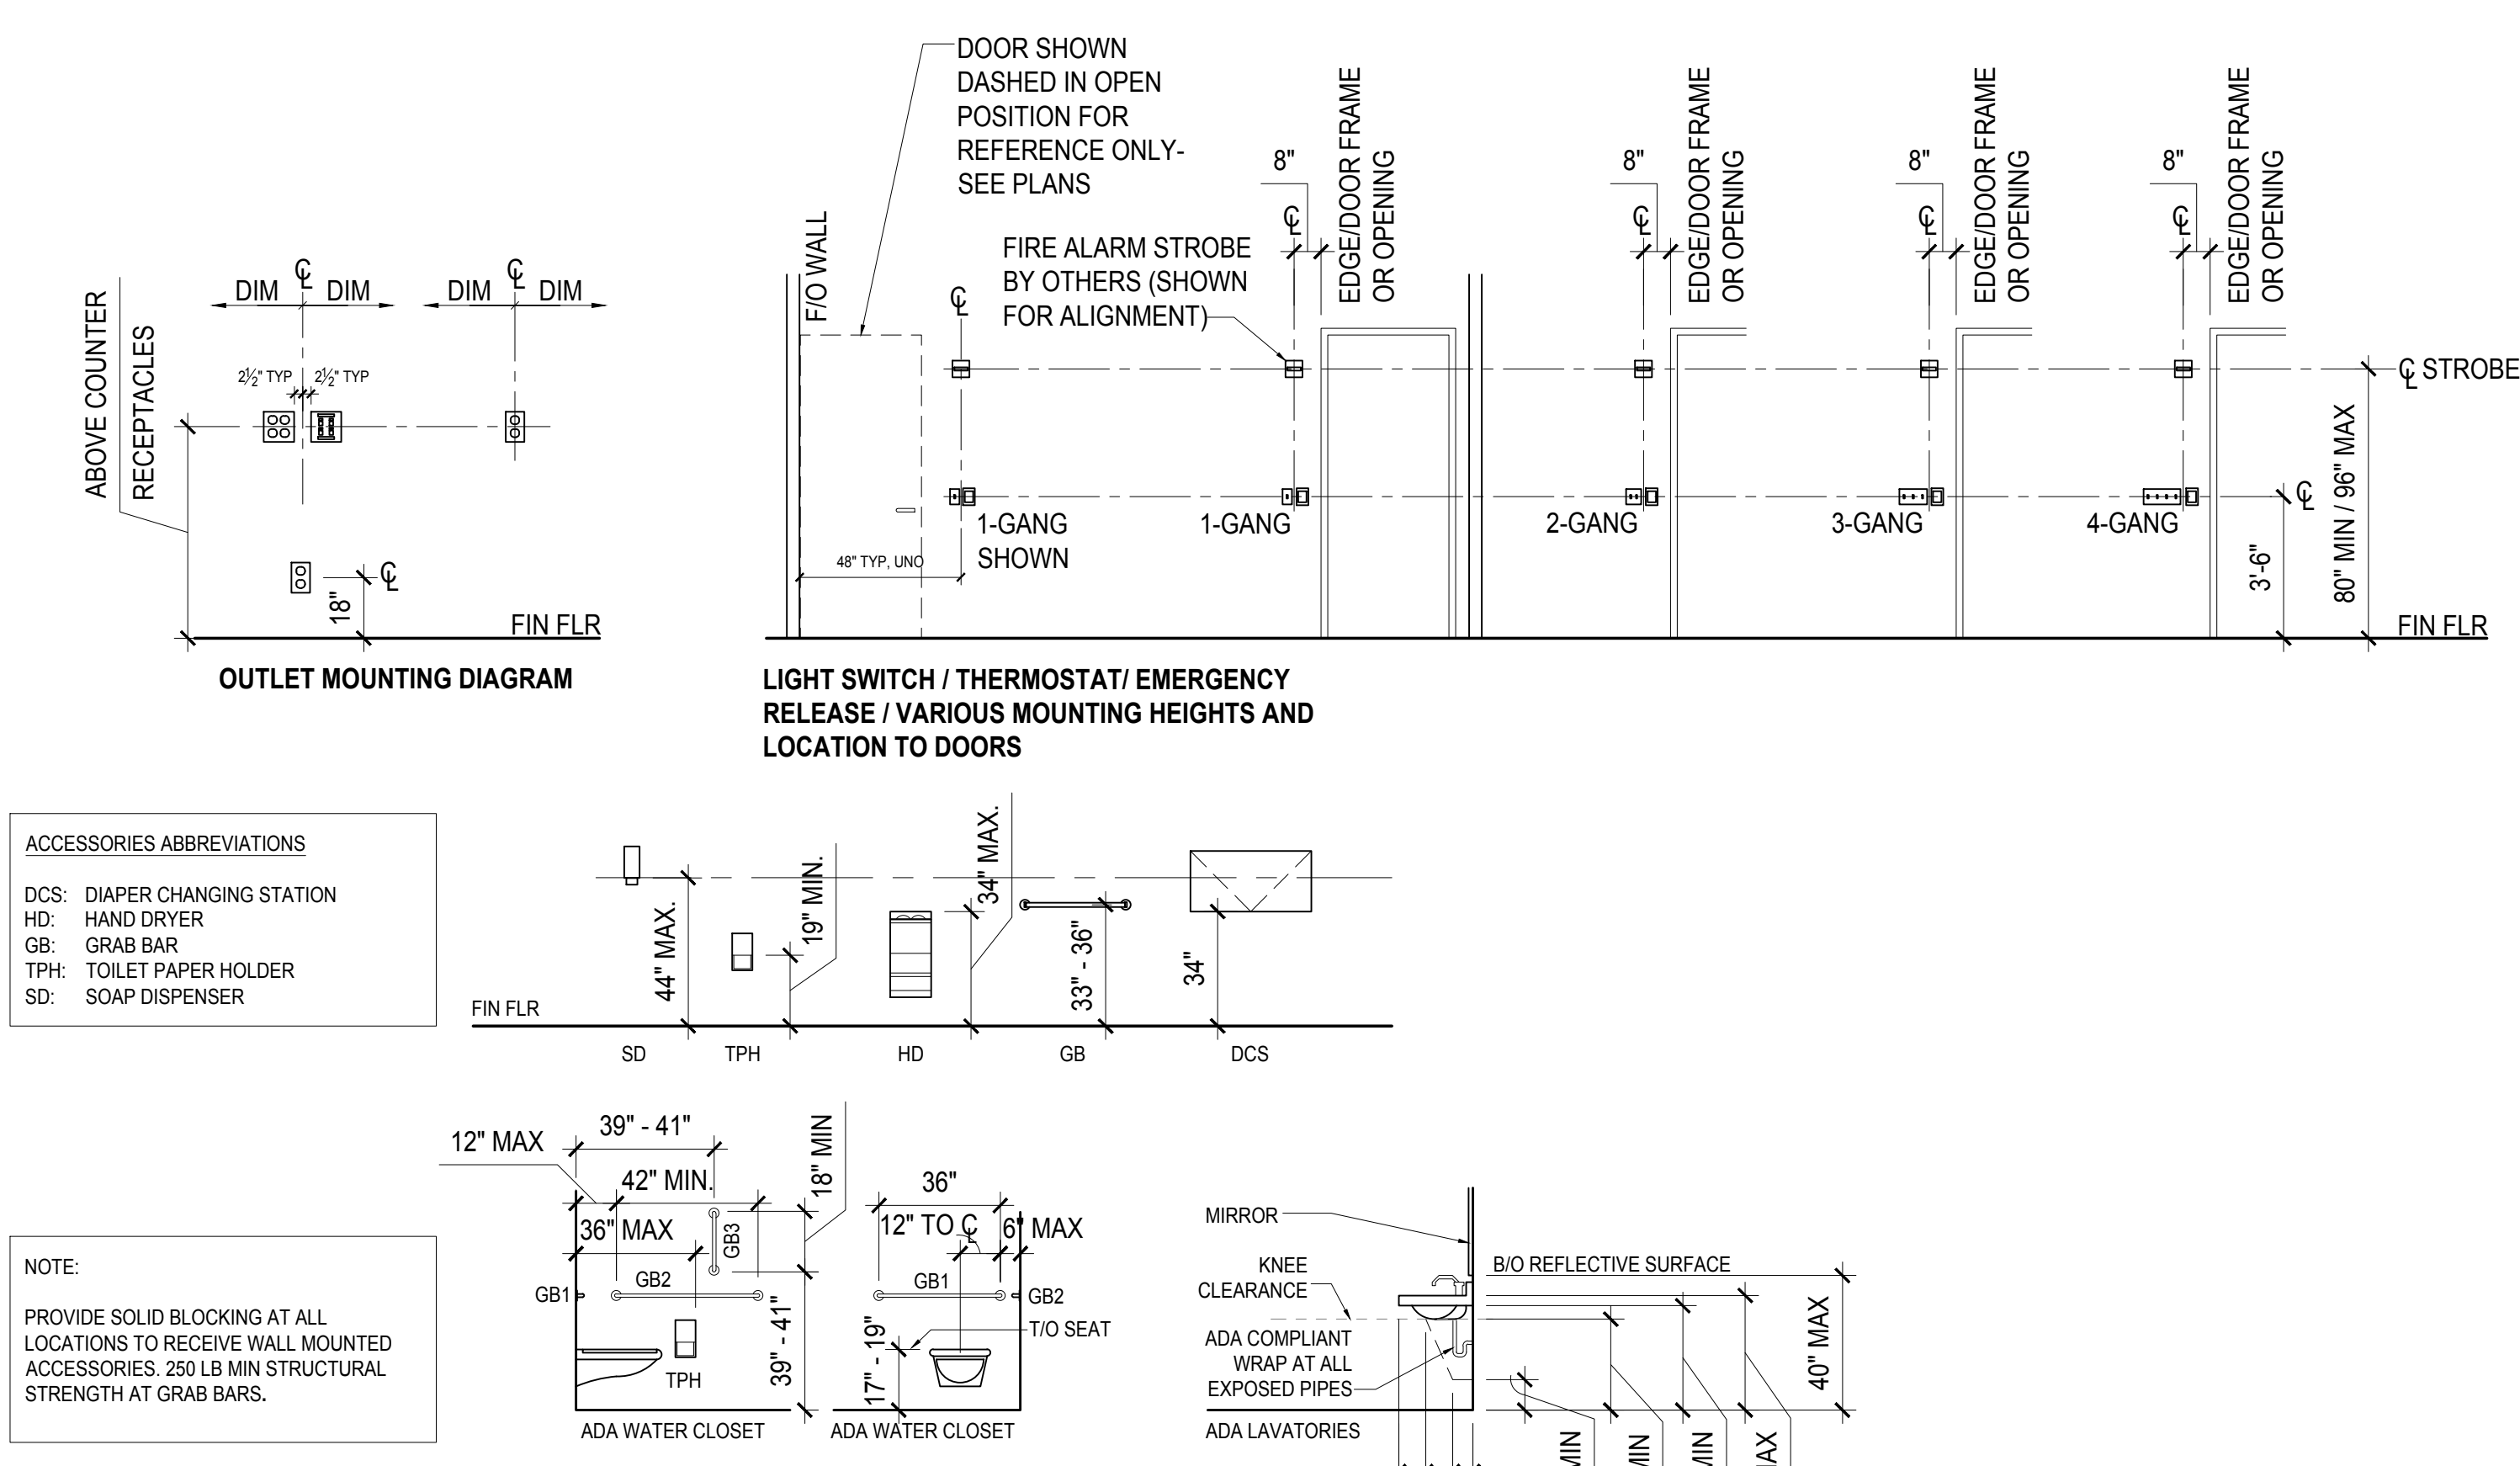 DOOR SHOWN
DASHED IN OPEN
POSITION FOR
REFERENCE ONLY-
SEE PLANS
FIRE ALARM STROBE
BY OTHERS (SHOWN
FOR ALIGNMENT)
F/O WALL
8"
EDGE/DOOR FRAME
OR OPENING
8"
EDGE/DOOR FRAME
OR OPENING
8"
EDGE/DOOR FRAME
OR OPENING
8"
EDGE/DOOR FRAME
OR OPENING
℄
℄
℄
℄
℄
℄ STROBE
1-GANG
SHOWN
48" TYP, UNO
1-GANG
2-GANG
3-GANG
4-GANG
℄
3'-6"
80" MIN / 96" MAX
FIN FLR
LIGHT SWITCH / THERMOSTAT/ EMERGENCY
RELEASE / VARIOUS MOUNTING HEIGHTS AND
LOCATION TO DOORS
ABOVE COUNTER
RECEPTACLES
DIM ℄ DIM
DIM ℄ DIM
2½" TYP 2½" TYP
18"
℄
FIN FLR
OUTLET MOUNTING DIAGRAM
ACCESSORIES ABBREVIATIONS
DCS: DIAPER CHANGING STATION
HD: HAND DRYER
GB: GRAB BAR
TPH: TOILET PAPER HOLDER
SD: SOAP DISPENSER
44" MAX.
19" MIN.
34" MAX.
33" - 36"
34"
FIN FLR
SD TPH HD GB DCS
NOTE:
PROVIDE SOLID BLOCKING AT ALL
LOCATIONS TO RECEIVE WALL MOUNTED
ACCESSORIES. 250 LB MIN STRUCTURAL
STRENGTH AT GRAB BARS.
12" MAX
39" - 41"
42" MIN.
36" MAX
18" MIN
GB3
GB1
GB2
TPH
39" - 41"
ADA WATER CLOSET
36"
12" TO ℄
6" MAX
GB1
GB2
T/O SEAT
17" - 19"
ADA WATER CLOSET
MIRROR
KNEE
CLEARANCE
ADA COMPLIANT
WRAP AT ALL
EXPOSED PIPES
ADA LAVATORIES
B/O REFLECTIVE SURFACE
40" MAX
MIN
MIN
MIN
MAX